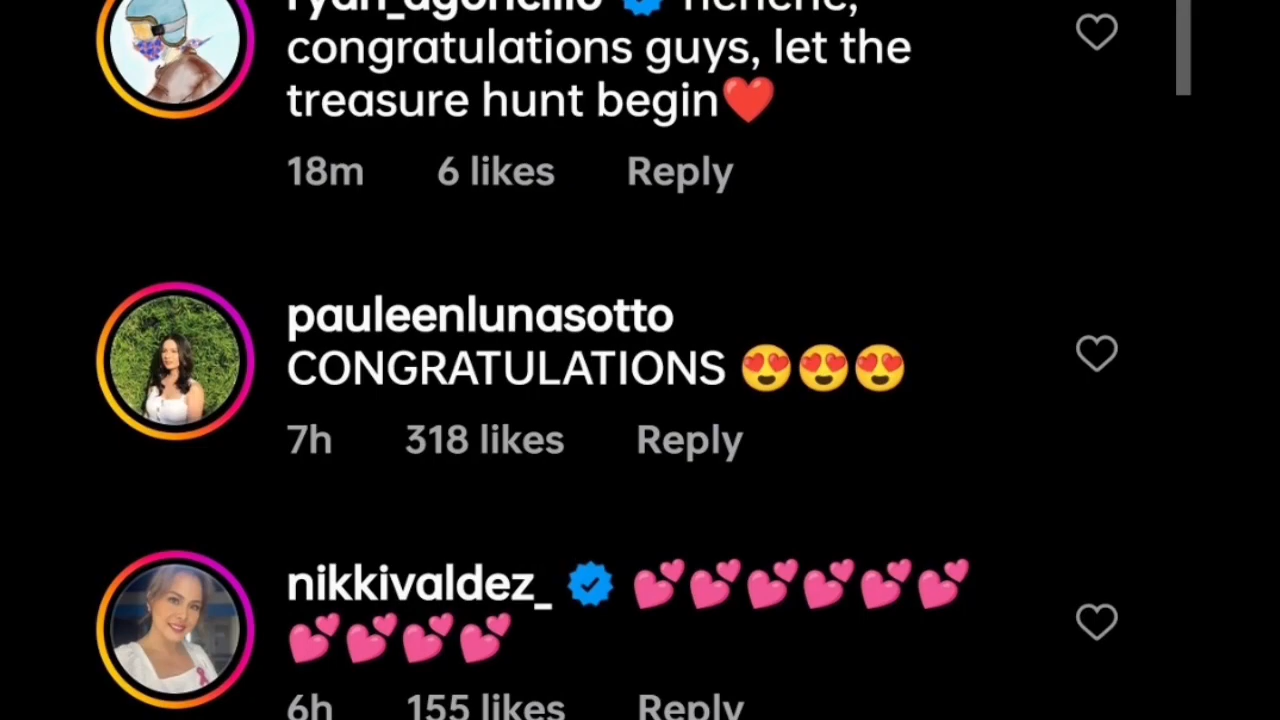 ryan_agoncillo hehehe,
congratulations guys, let the
treasure hunt begin❤️
18m 6 likes Reply
pauleenlunasotto
CONGRATULATIONS 😍😍😍
7h 318 likes Reply
nikkivaldez_ 💕💕💕💕💕💕
💕💕💕💕
6h 155 likes Reply